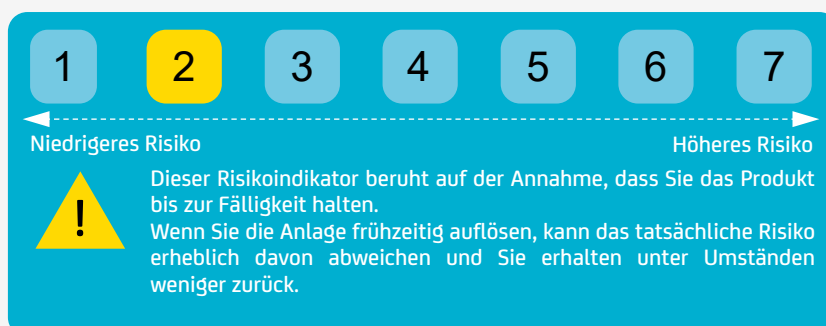 1 2 3 4 5 6 7
Niedrigeres Risiko Höheres Risiko
!
Dieser Risikoindikator beruht auf der Annahme, dass Sie das Produkt
bis zur Fälligkeit halten.
Wenn Sie die Anlage frühzeitig auflösen, kann das tatsächliche Risiko
erheblich davon abweichen und Sie erhalten unter Umständen
weniger zurück.